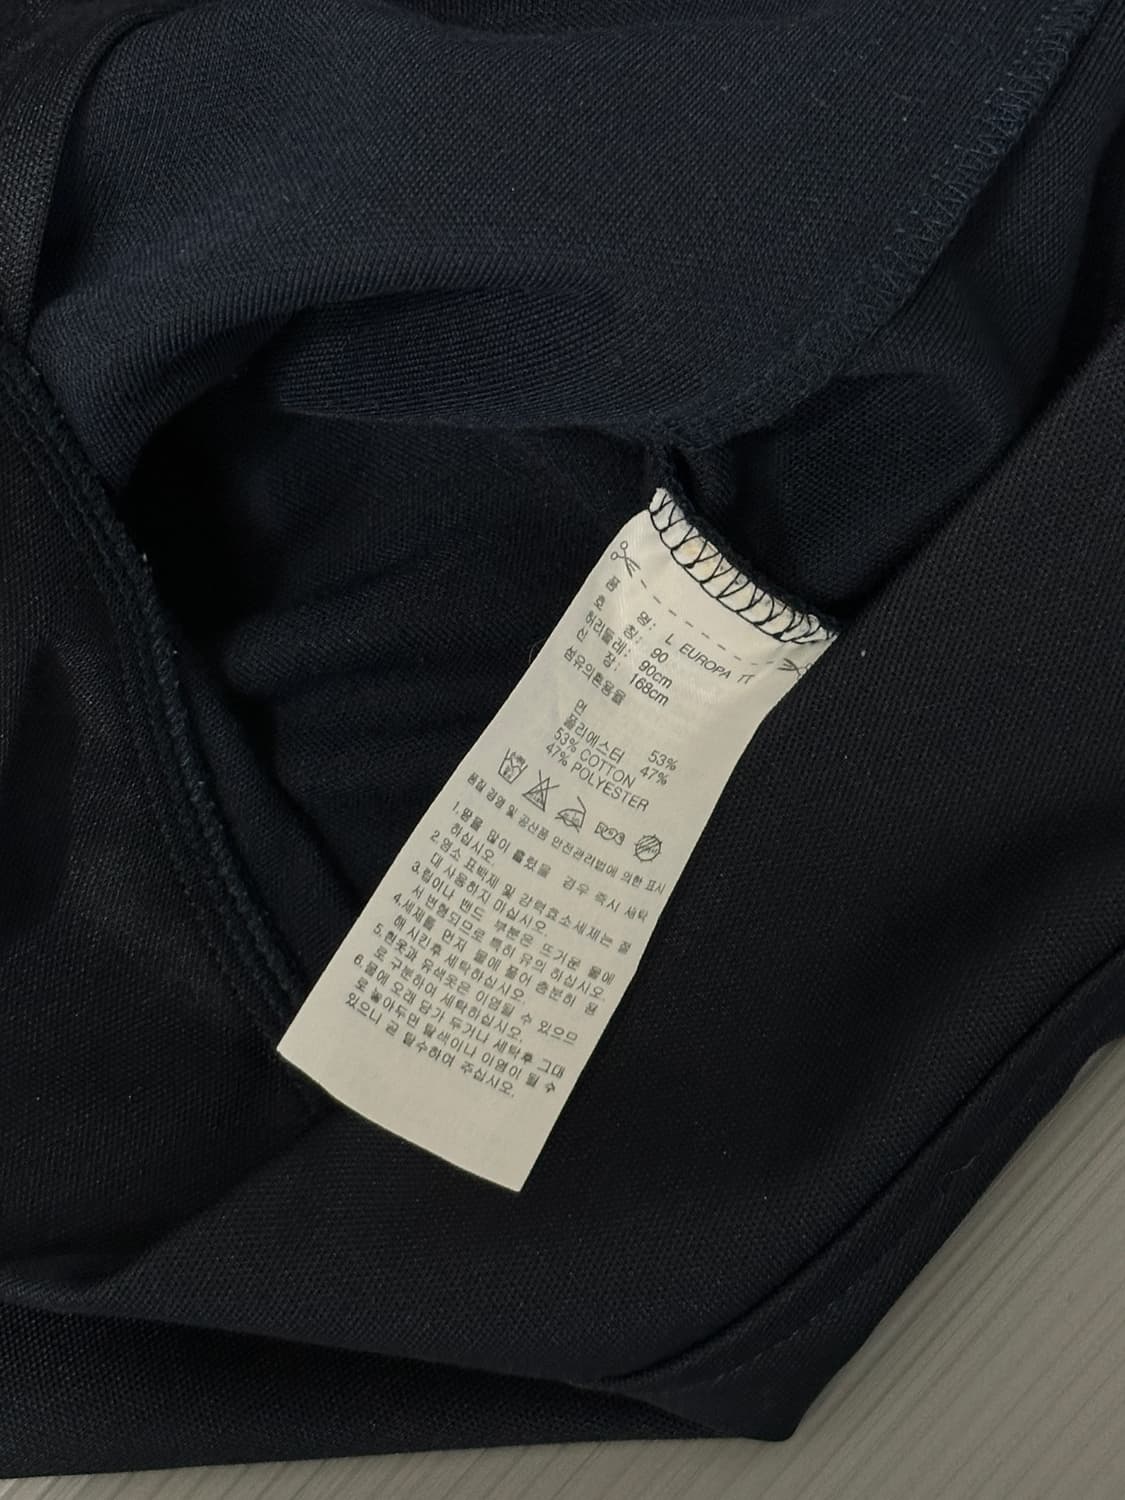 품 명: L EUROPA TT
호 칭: 90
허리둘레: 90cm
신 장: 168cm
섬유의혼용율
면 53%
폴리에스터 47%
53% COTTON
47% POLYESTER
품질 경영 및 공산품 안전관리법에 의한 표시
1.땀을 많이 흘렸을 경우 즉시 세탁
하십시오.
2.염소 표백제 및 강력효소세제는 절
대 사용하지 마십시오.
3.립이나 밴드 부분은 뜨거운 물에
서 변형되므로 특히 유의 하십시오.
4.세제를 먼저 물에 풀어 충분히 용
해 시킨후 세탁하십시오.
5.흰옷과 유색옷은 이염될 수 있으므
로 구분하여 세탁하십시오.
6.물에 오래 담가 두거나 세탁후 그대
로 놓아두면 탈색이나 이염이 될 수
있으니 곧 탈수하여 주십시오.